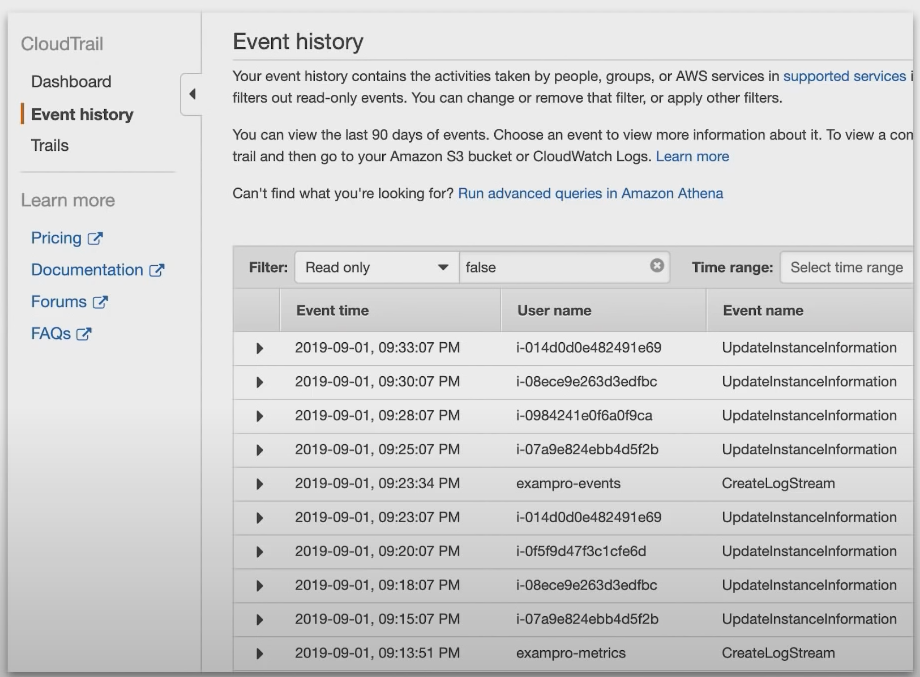 CloudTrail
Dashboard
Event history
Trails
Learn more
Pricing
Documentation
Forums
FAQs
Event history
Your event history contains the activities taken by people, groups, or AWS services in supported services i
filters out read-only events. You can change or remove that filter, or apply other filters.
You can view the last 90 days of events. Choose an event to view more information about it. To view a con
trail and then go to your Amazon S3 bucket or CloudWatch Logs. Learn more
Can't find what you're looking for? Run advanced queries in Amazon Athena
Filter: Read only false Time range: Select time range
Event time User name Event name
2019-09-01, 09:33:07 PM i-014d0d0e482491e69 UpdateInstanceInformation
2019-09-01, 09:30:07 PM i-08ece9e263d3edfbc UpdateInstanceInformation
2019-09-01, 09:28:07 PM i-0984241e0f6a0f9ca UpdateInstanceInformation
2019-09-01, 09:25:07 PM i-07a9e824ebb4d5f2b UpdateInstanceInformation
2019-09-01, 09:23:34 PM exampro-events CreateLogStream
2019-09-01, 09:23:07 PM i-014d0d0e482491e69 UpdateInstanceInformation
2019-09-01, 09:20:07 PM i-0f5f9d47f3c1cfe6d UpdateInstanceInformation
2019-09-01, 09:18:07 PM i-08ece9e263d3edfbc UpdateInstanceInformation
2019-09-01, 09:15:07 PM i-07a9e824ebb4d5f2b UpdateInstanceInformation
2019-09-01, 09:13:51 PM exampro-metrics CreateLogStream